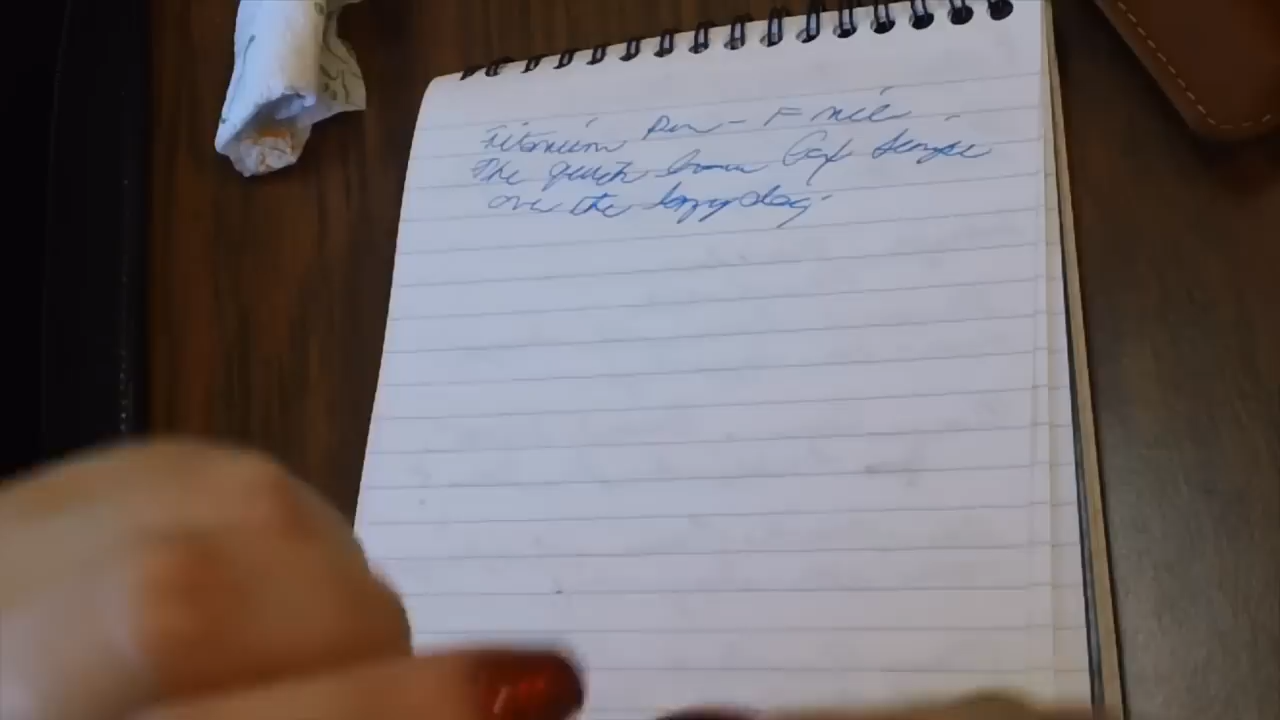 Titanium Pen - F nib
The quick brown fox jumps
over the lazy dog.